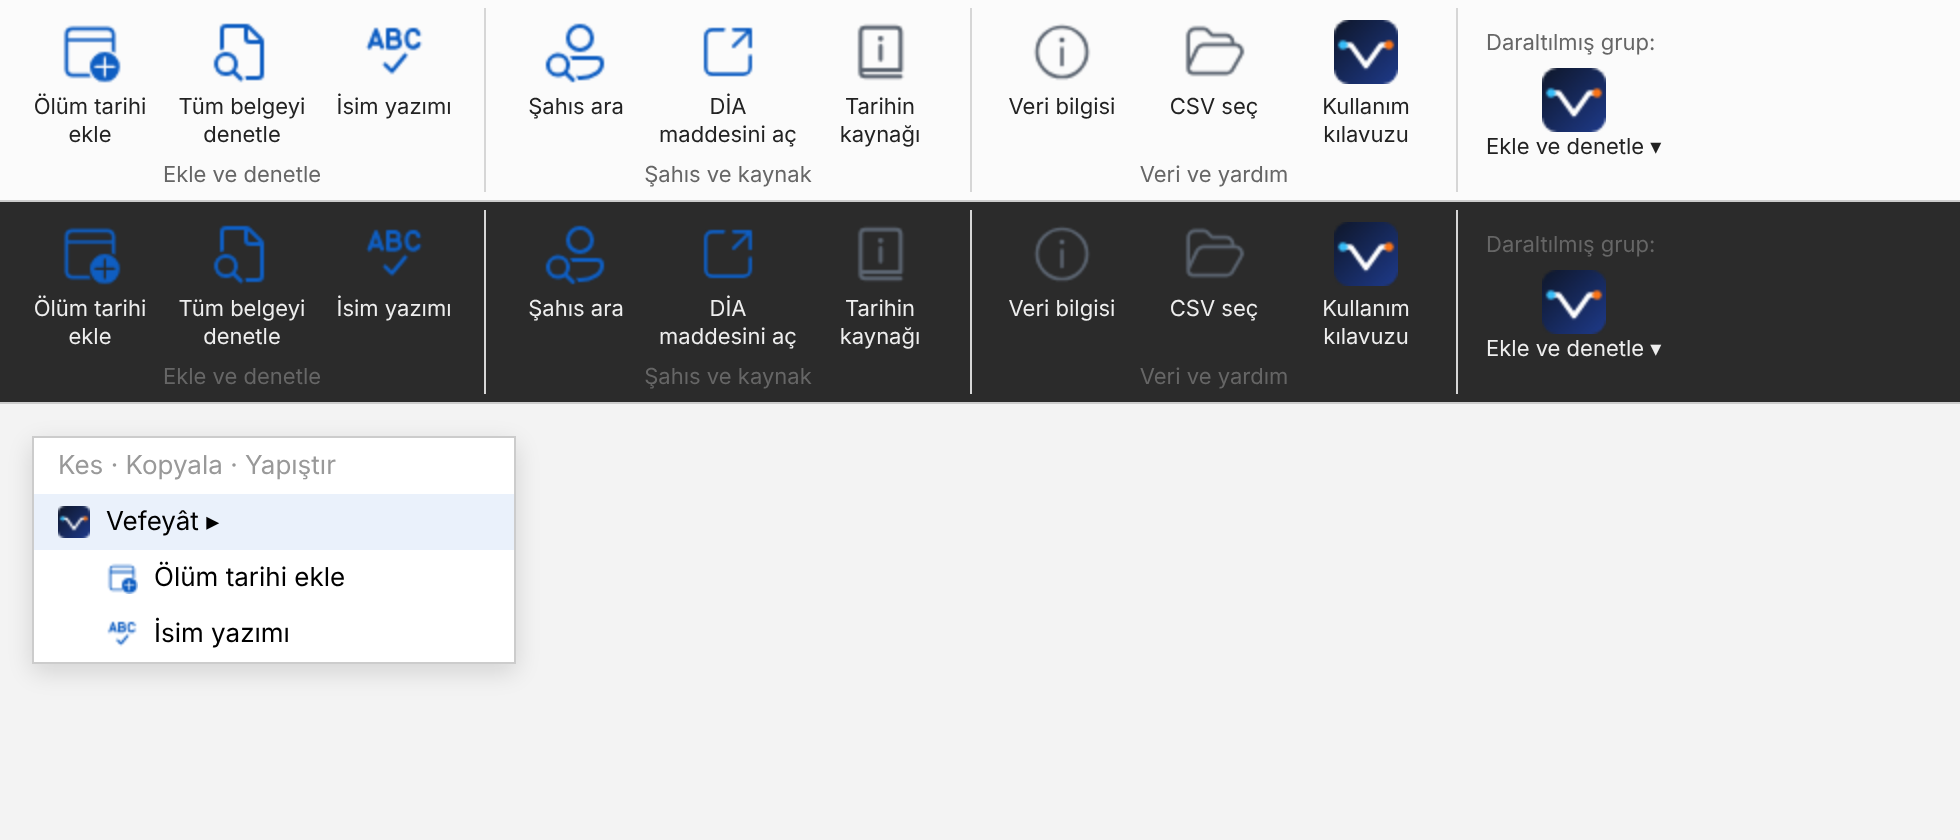 Ölüm tarihi
ekle
Tüm belgeyi
denetle
ABC
İsim yazımı
Ekle ve denetle
Şahıs ara
DİA
maddesini aç
Tarihin
kaynağı
Şahıs ve kaynak
Veri bilgisi
CSV seç
Kullanım
kılavuzu
Veri ve yardım
Daraltılmış grup:
Ekle ve denetle ▾
Ölüm tarihi
ekle
Tüm belgeyi
denetle
ABC
İsim yazımı
Ekle ve denetle
Şahıs ara
DİA
maddesini aç
Tarihin
kaynağı
Şahıs ve kaynak
Veri bilgisi
CSV seç
Kullanım
kılavuzu
Veri ve yardım
Daraltılmış grup:
Ekle ve denetle ▾
Kes · Kopyala · Yapıştır
Vefeyât ▸
Ölüm tarihi ekle
ABC İsim yazımı